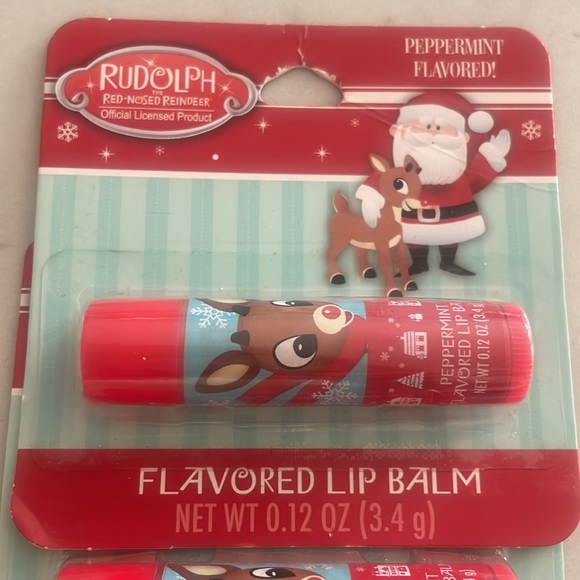 RUDOLPH
THE
RED-NOSED REINDEER
Official Licensed Product
PEPPERMINT
FLAVORED!
PEPPERMINT
FLAVORED LIP BA
NET WT 0.12 OZ (3.4 g)
FLAVORED LIP BALM
NET WT 0.12 OZ (3.4 g)